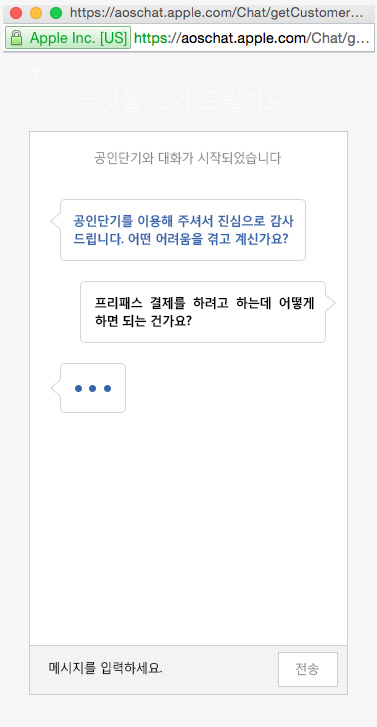 https://aoschat.apple.com/Chat/getCustomer…
Apple Inc. [US] https://aoschat.apple.com/Chat/g…
무엇을 도와 드릴까요?
공인단기와 대화가 시작되었습니다
공인단기를 이용해 주셔서 진심으로 감사
드립니다. 어떤 어려움을 겪고 계신가요?
프리패스 결제를 하려고 하는데 어떻게
하면 되는 건가요?
메시지를 입력하세요.
전송